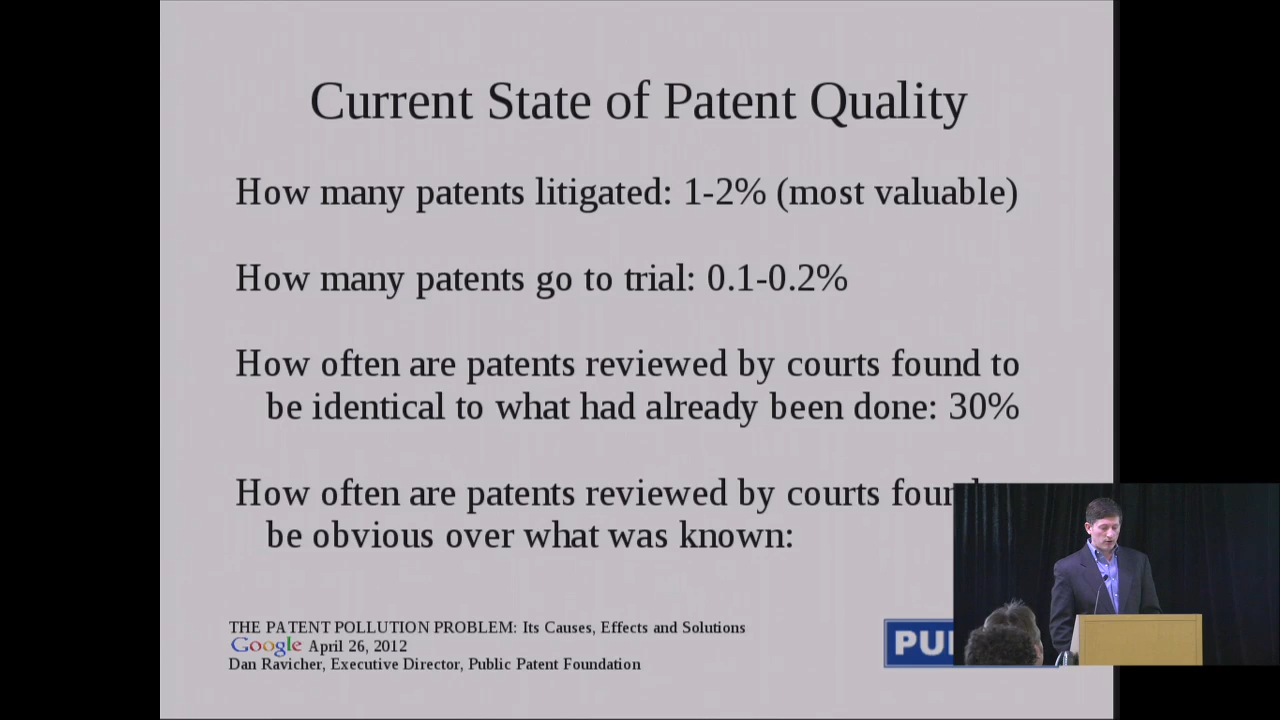 Current State of Patent Quality
How many patents litigated: 1-2% (most valuable)
How many patents go to trial: 0.1-0.2%
How often are patents reviewed by courts found to
be identical to what had already been done: 30%
How often are patents reviewed by courts
be obvious over what was known:
THE PATENT POLLUTION PROBLEM: Its Causes, Effects and Solutions
Google April 26, 2012
Dan Ravicher, Executive Director, Public Patent Foundation